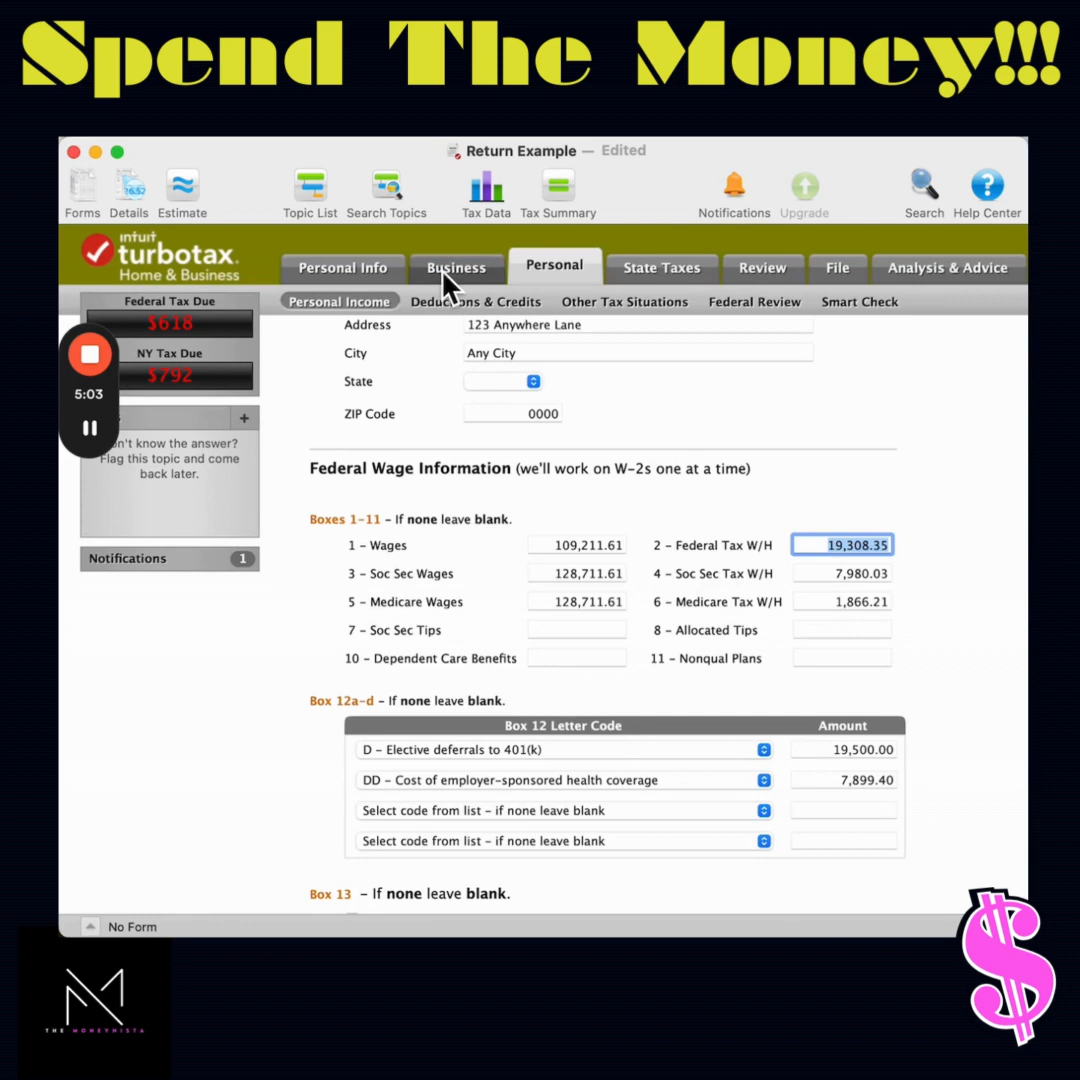 Spend The Money!!!
Return Example — Edited
Forms Details Estimate Topic List Search Topics Tax Data Tax Summary Notifications Upgrade Search Help Center
intuit
turbotax.
Home & Business
Personal Info Business Personal State Taxes Review File Analysis & Advice
Personal Income Deductions & Credits Other Tax Situations Federal Review Smart Check
Federal Tax Due
$618
NY Tax Due
$792
5:03
+
know the answer?
Flag this topic and come
back later.
Notifications 1
Address 123 Anywhere Lane
City Any City
State
ZIP Code 0000
Federal Wage Information (we'll work on W-2s one at a time)
Boxes 1-11 – If none leave blank.
1 – Wages 109,211.61 2 – Federal Tax W/H 19,308.35
3 – Soc Sec Wages 128,711.61 4 – Soc Sec Tax W/H 7,980.03
5 – Medicare Wages 128,711.61 6 – Medicare Tax W/H 1,866.21
7 – Soc Sec Tips 8 – Allocated Tips
10 – Dependent Care Benefits 11 – Nonqual Plans
Box 12a-d – If none leave blank.
Box 12 Letter Code Amount
D – Elective deferrals to 401(k) 19,500.00
DD – Cost of employer-sponsored health coverage 7,899.40
Select code from list – if none leave blank
Select code from list – if none leave blank
Box 13 – If none leave blank.
No Form
M
THE MONEYNISTA
$